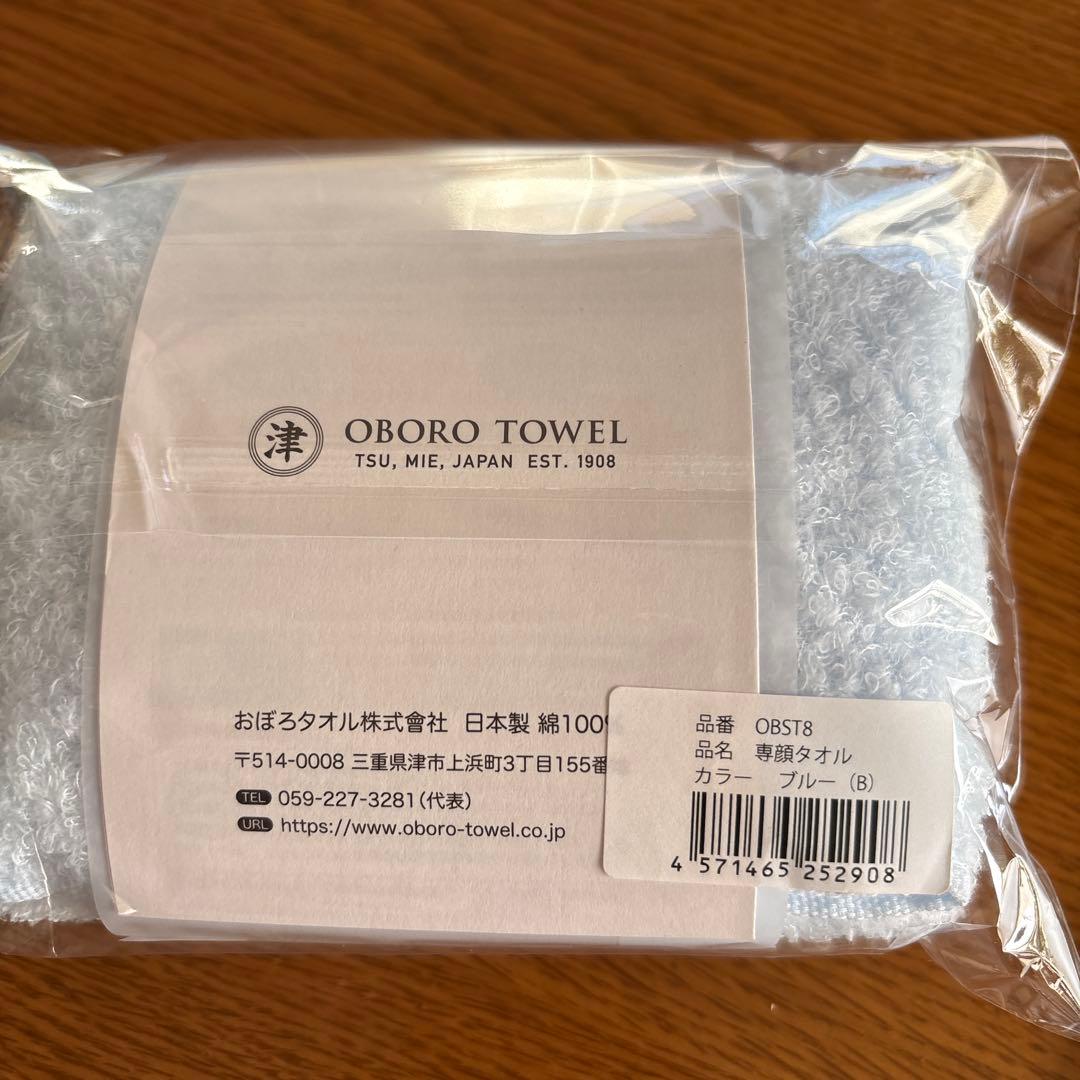 津
OBORO TOWEL
TSU, MIE, JAPAN EST. 1908
おぼろタオル株式會社 日本製 綿100%
〒514-0008 三重県津市上浜町3丁目155番
TEL 059-227-3281(代表)
URL https://www.oboro-towel.co.jp
品番 OBST8
品名 専顔タオル
カラー ブルー (B)
4 571465 252908